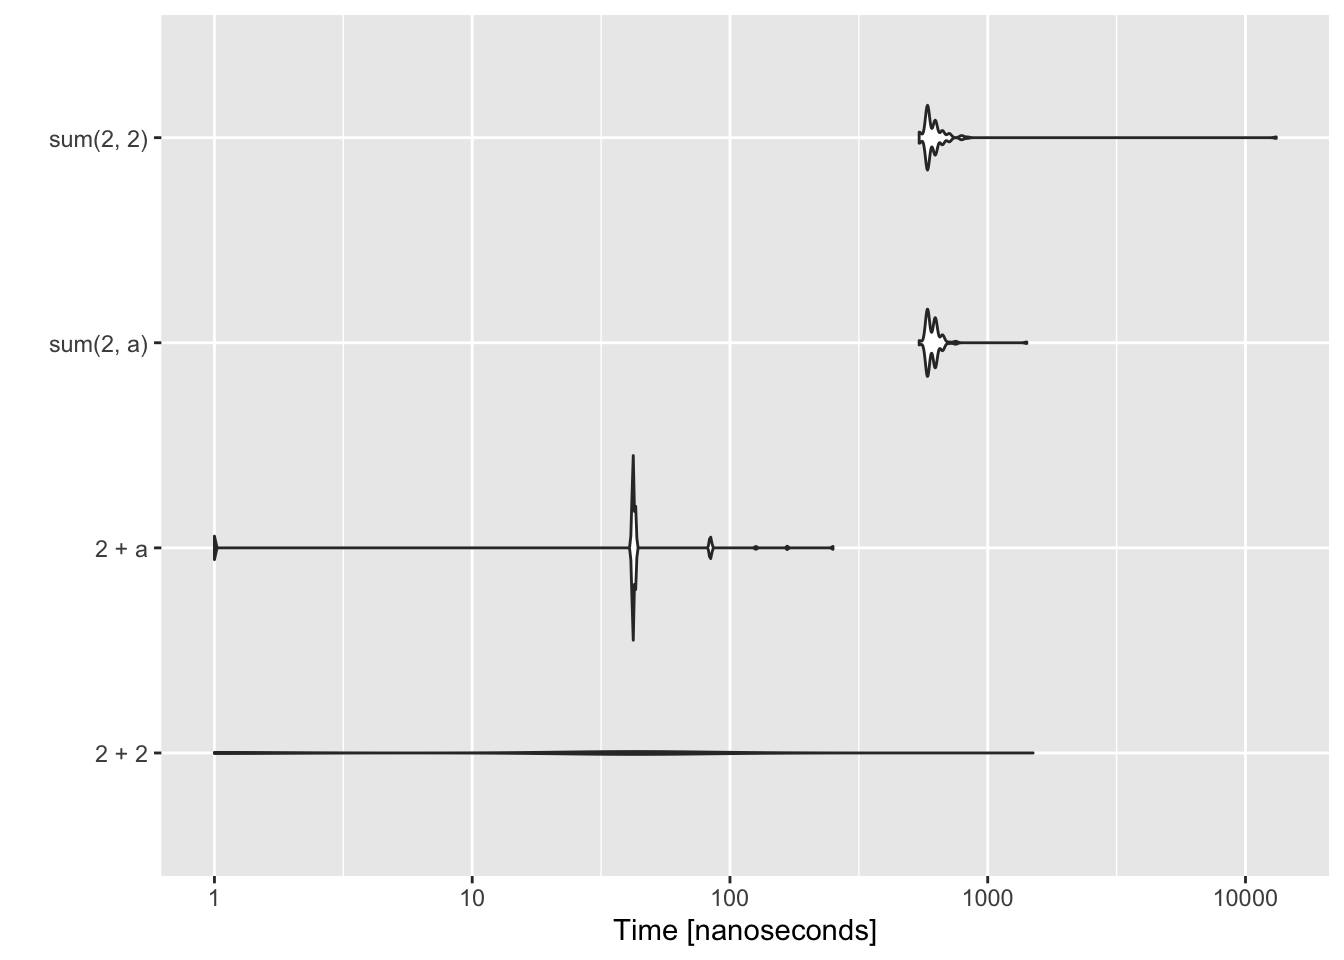 sum(2, 2)
sum(2, a)
2 + a
2 + 2
1 10 100 1000 10000
Time [nanoseconds]